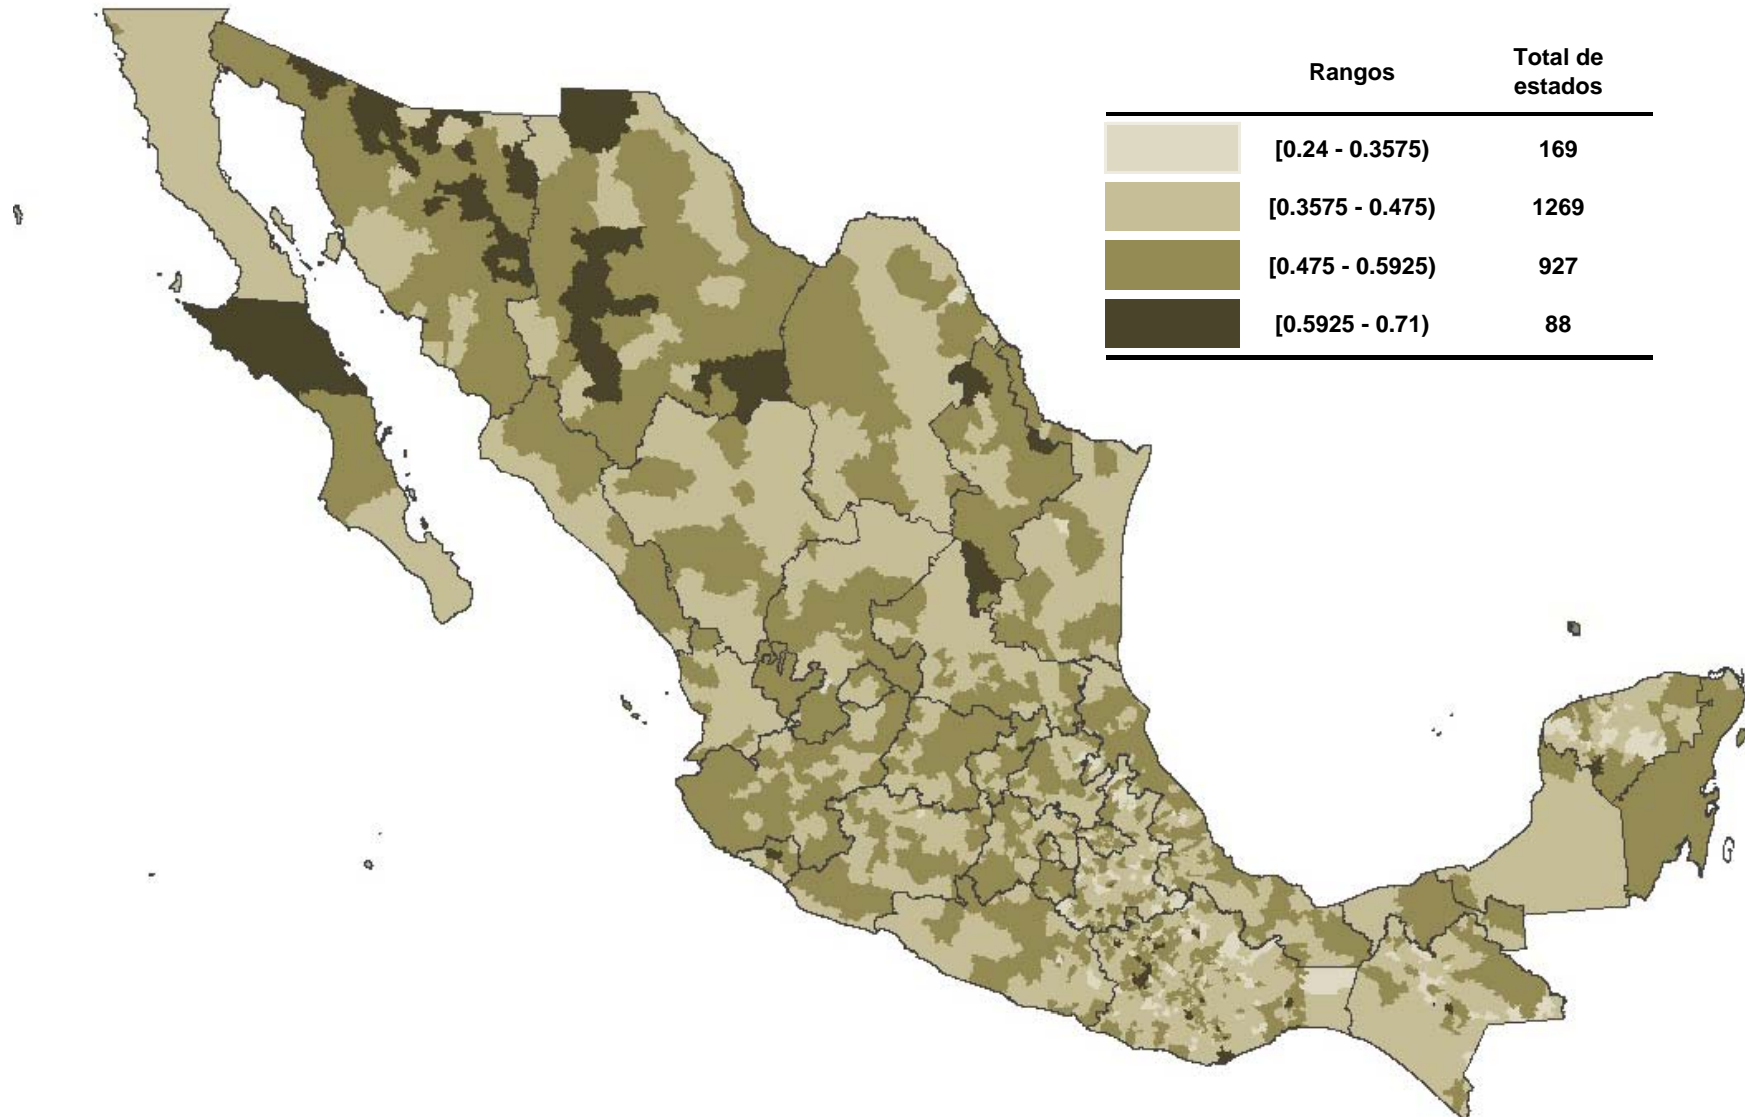 Rangos
Total de
estados
[0.24 - 0.3575) 169
[0.3575 - 0.475) 1269
[0.475 - 0.5925) 927
[0.5925 - 0.71) 88